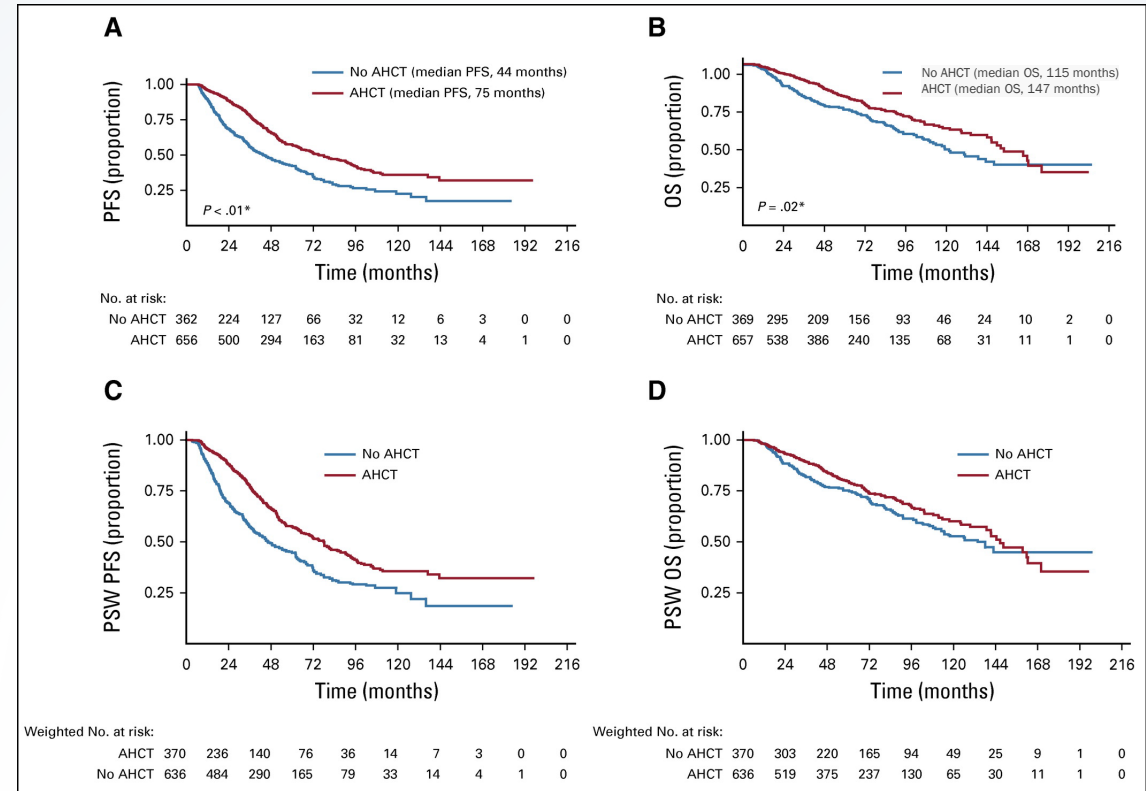 A
No AHCT (median PFS, 44 months)
AHCT (median PFS, 75 months)
PFS (proportion)
1.00
0.75
0.50
0.25
P < .01*
0 24 48 72 96 120 144 168 192 216
Time (months)
No. at risk:
No AHCT 362 224 127 66 32 12 6 3 0 0
AHCT 656 500 294 163 81 32 13 4 1 0
B
No AHCT (median OS, 115 months)
AHCT (median OS, 147 months)
OS (proportion)
1.00
0.75
0.50
0.25
P = .02*
0 24 48 72 96 120 144 168 192 216
Time (months)
No. at risk:
No AHCT 369 295 209 156 93 46 24 10 2 0
AHCT 657 538 386 240 135 68 31 11 1 0
C
No AHCT
AHCT
PSW PFS (proportion)
1.00
0.75
0.50
0.25
0 24 48 72 96 120 144 168 192 216
Time (months)
Weighted No. at risk:
AHCT 370 236 140 76 36 14 7 3 0 0
No AHCT 636 484 290 165 79 33 14 4 1 0
D
No AHCT
AHCT
PSW OS (proportion)
1.00
0.75
0.50
0.25
0 24 48 72 96 120 144 168 192 216
Time (months)
Weighted No. at risk:
No AHCT 370 303 220 165 94 49 25 9 1 0
AHCT 636 519 375 237 130 65 30 11 1 0